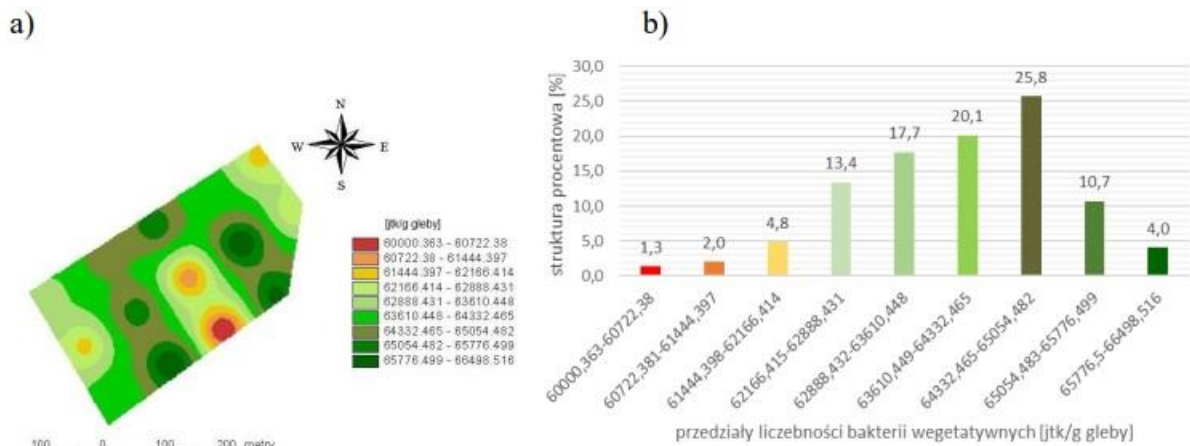 a)
N
W E
S
[jtk/g gleby]
60000.363 - 60722.38
60722.38 - 61444.397
61444.397 - 62166.414
62166.414 - 62888.431
62888.431 - 63610.448
63610.448 - 64332.465
64332.465 - 65054.482
65054.482 - 65776.499
65776.499 - 66498.516
100 0 100 200 metry
b)
struktura procentowa [%]
30,0
25,0
20,0
15,0
10,0
5,0
0,0
1,3
2,0
4,8
13,4
17,7
20,1
25,8
10,7
4,0
60000,363-60722,38
60722,381-61444,397
61444,398-62166,414
62166,415-62888,431
62888,432-63610,448
63610,449-64332,465
64332,465-65054,482
65054,483-65776,499
65776,5-66498,516
przedziały liczebności bakterii wegetatywnych [jtk/g gleby]